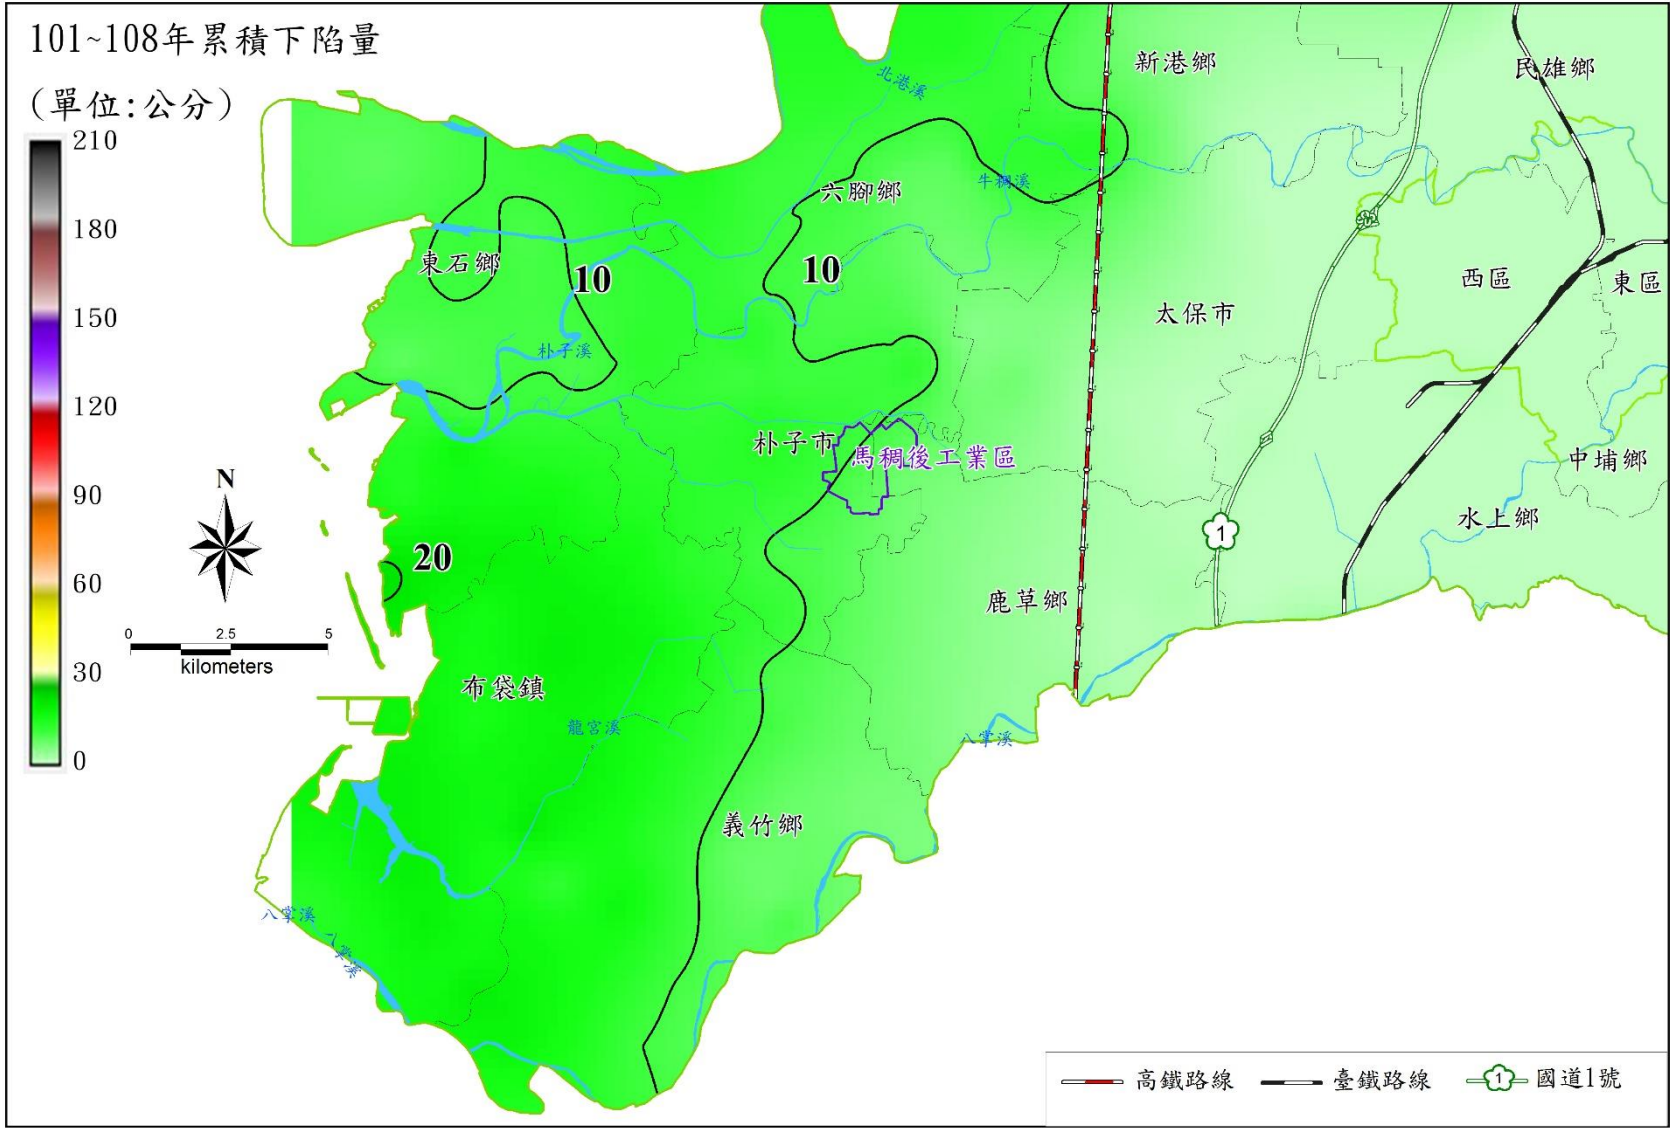 101~108年累積下陷量
(單位:公分)
210
180
150
120
90
60
30
0
N
0 2.5 5
kilometers
新港鄉
民雄鄉
北港溪
六腳鄉
牛稠溪
東石鄉
10
10
西區
東區
太保市
朴子溪
朴子市
馬稠後工業區
中埔鄉
水上鄉
1
20
鹿草鄉
布袋鎮
龍宮溪
八掌溪
義竹鄉
八掌溪
八掌溪
高鐵路線
臺鐵路線
1 國道1號